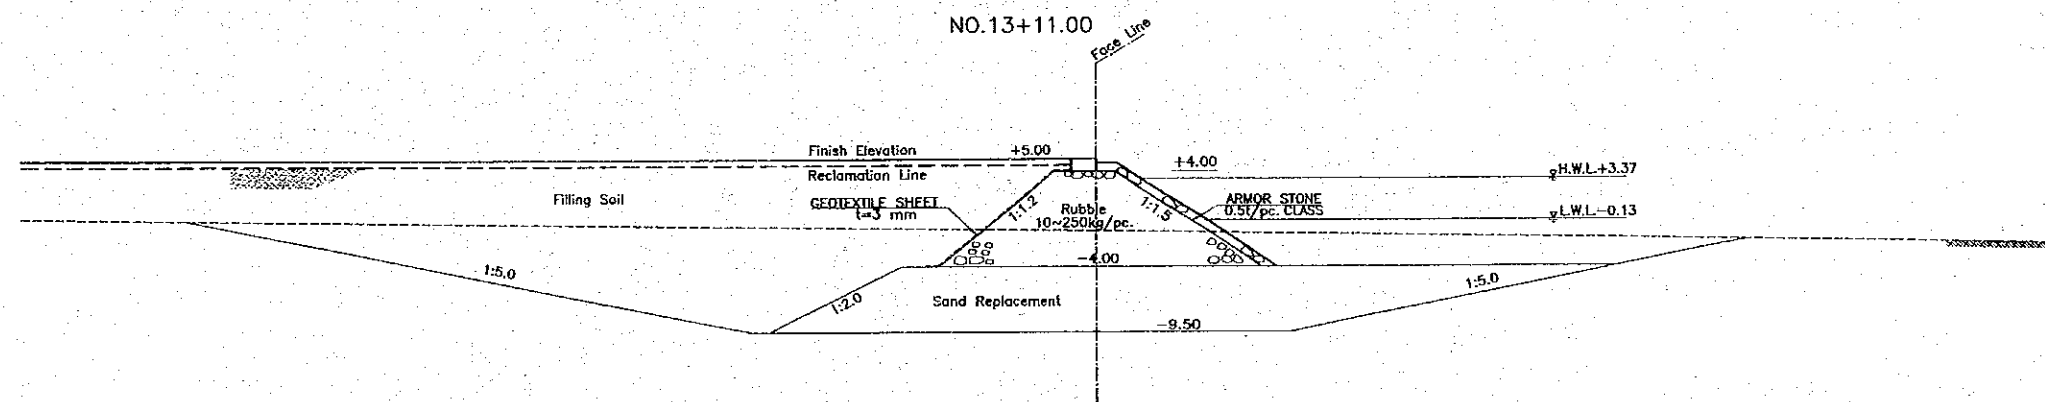 NO.13+11.00
Face Line
Finish Elevation
+5.00
+4.00
Reclamation Line
H.W.L.+3.37
Filling Soil
GEOTEXTILE SHEET
t=3 mm
1:1.2
Rubble
10~250kg/pc.
1:1.5
ARMOR STONE
0.5t/pc. CLASS
L.W.L.-0.13
-4.00
1:5.0
1:2.0
Sand Replacement
1:5.0
-9.50